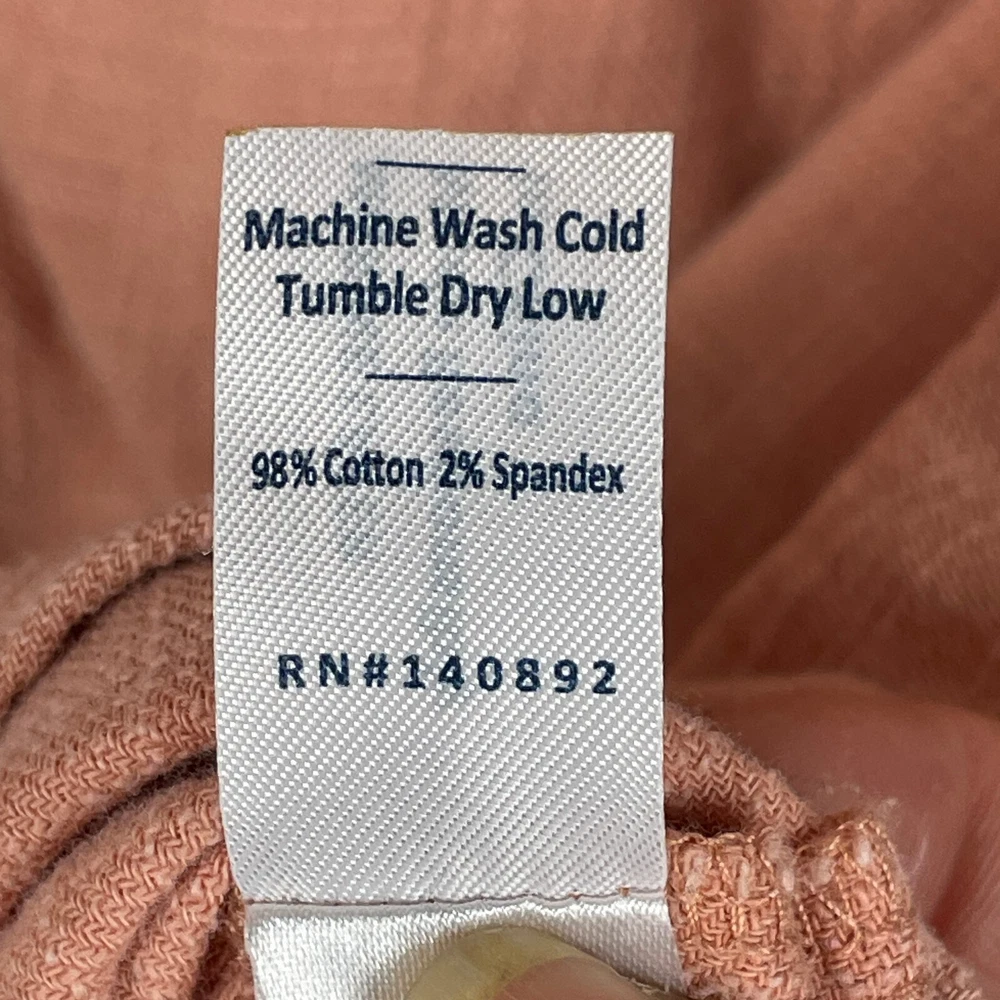 Machine Wash Cold
Tumble Dry Low
98% Cotton 2% Spandex
RN#140892